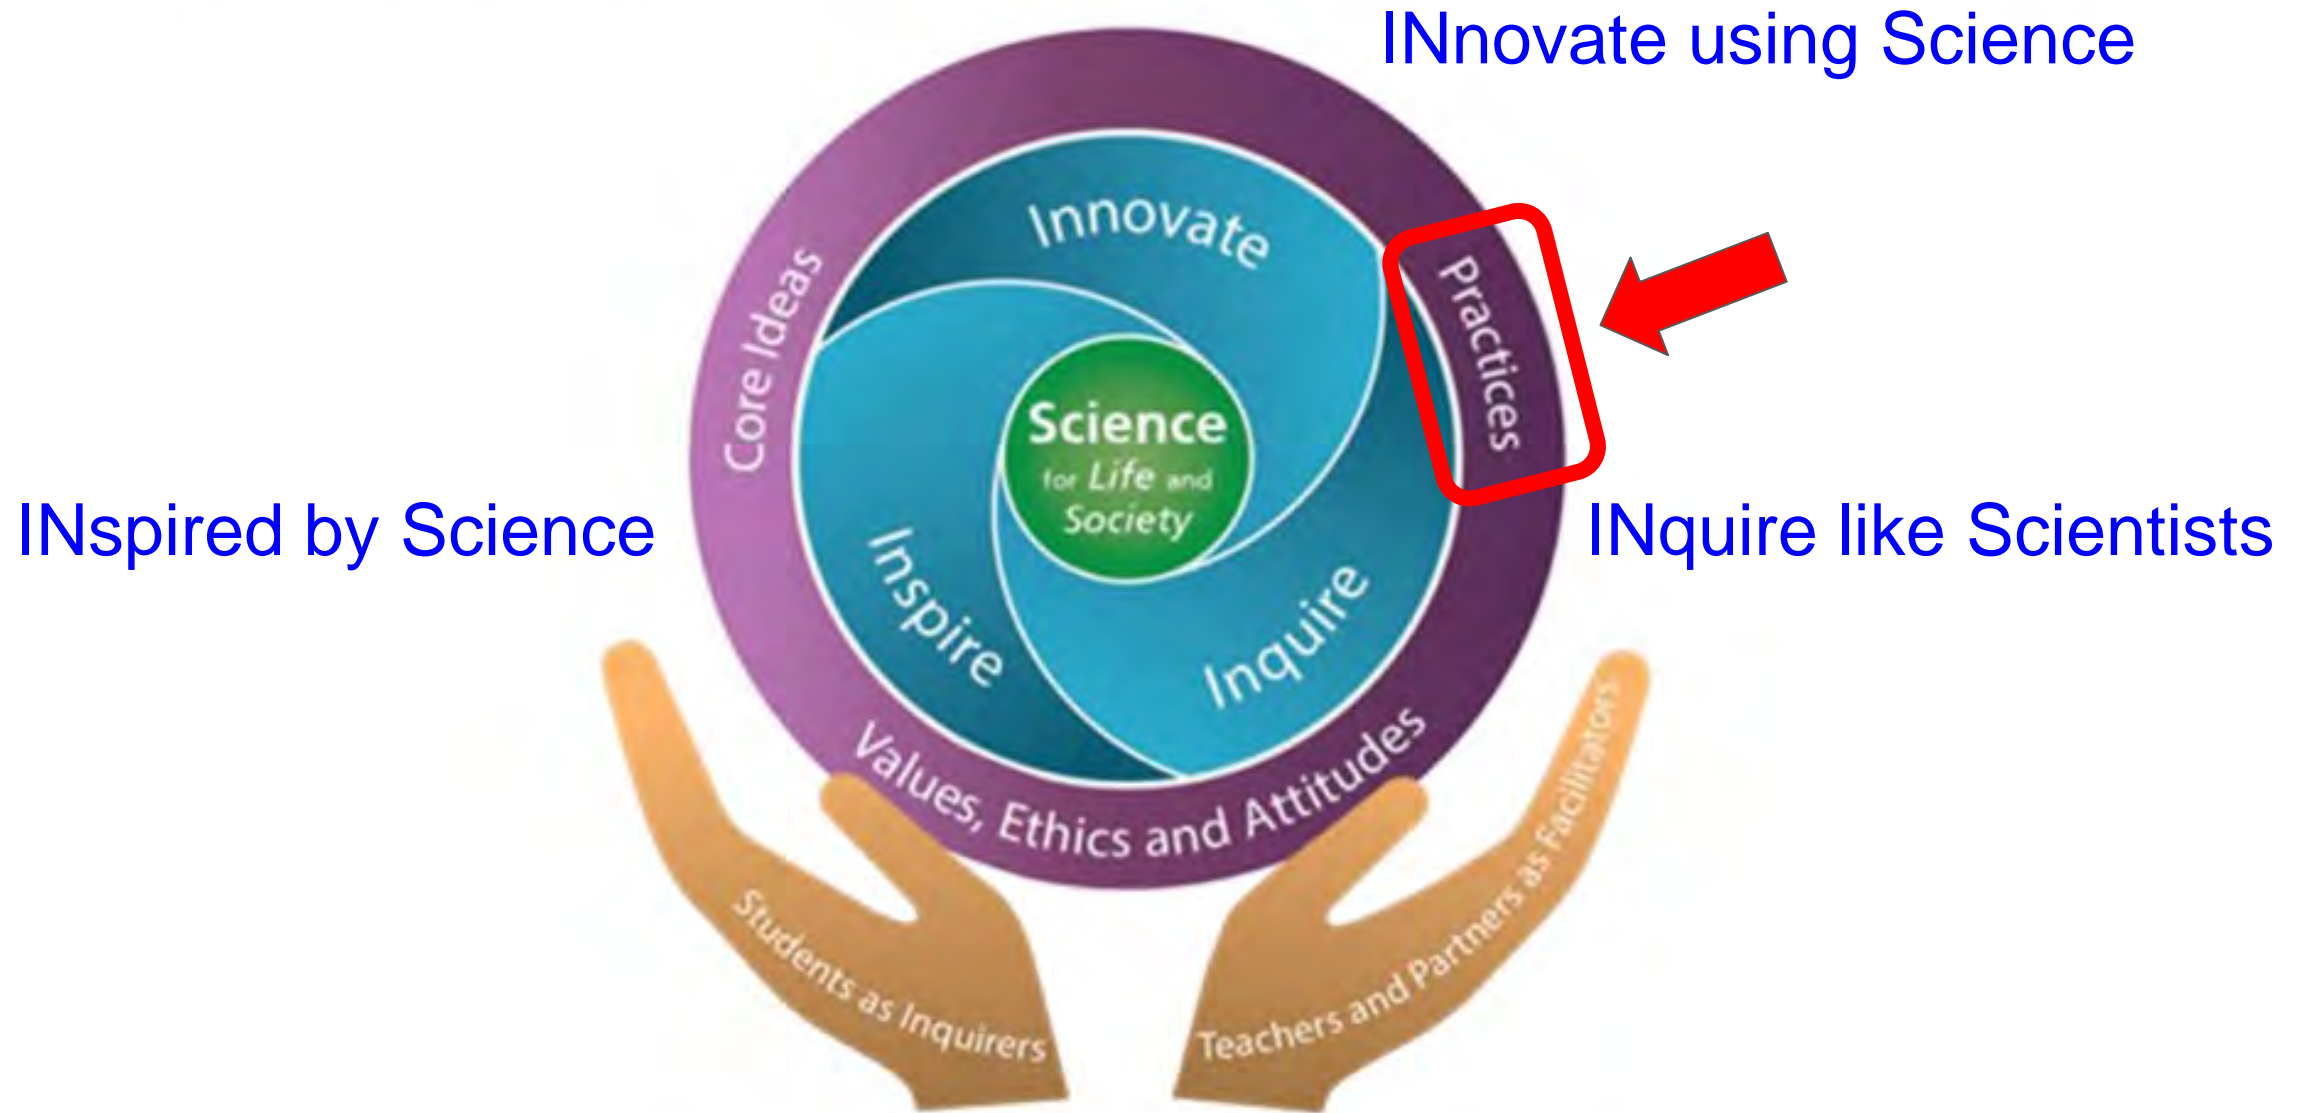 INnovate using Science
Innovate
Core Ideas
Practices
Science
for Life and
Society
INspired by Science
INquire like Scientists
Inspire
Inquire
Values, Ethics and Attitudes
Students as Inquirers
Teachers and Partners as Facilitators